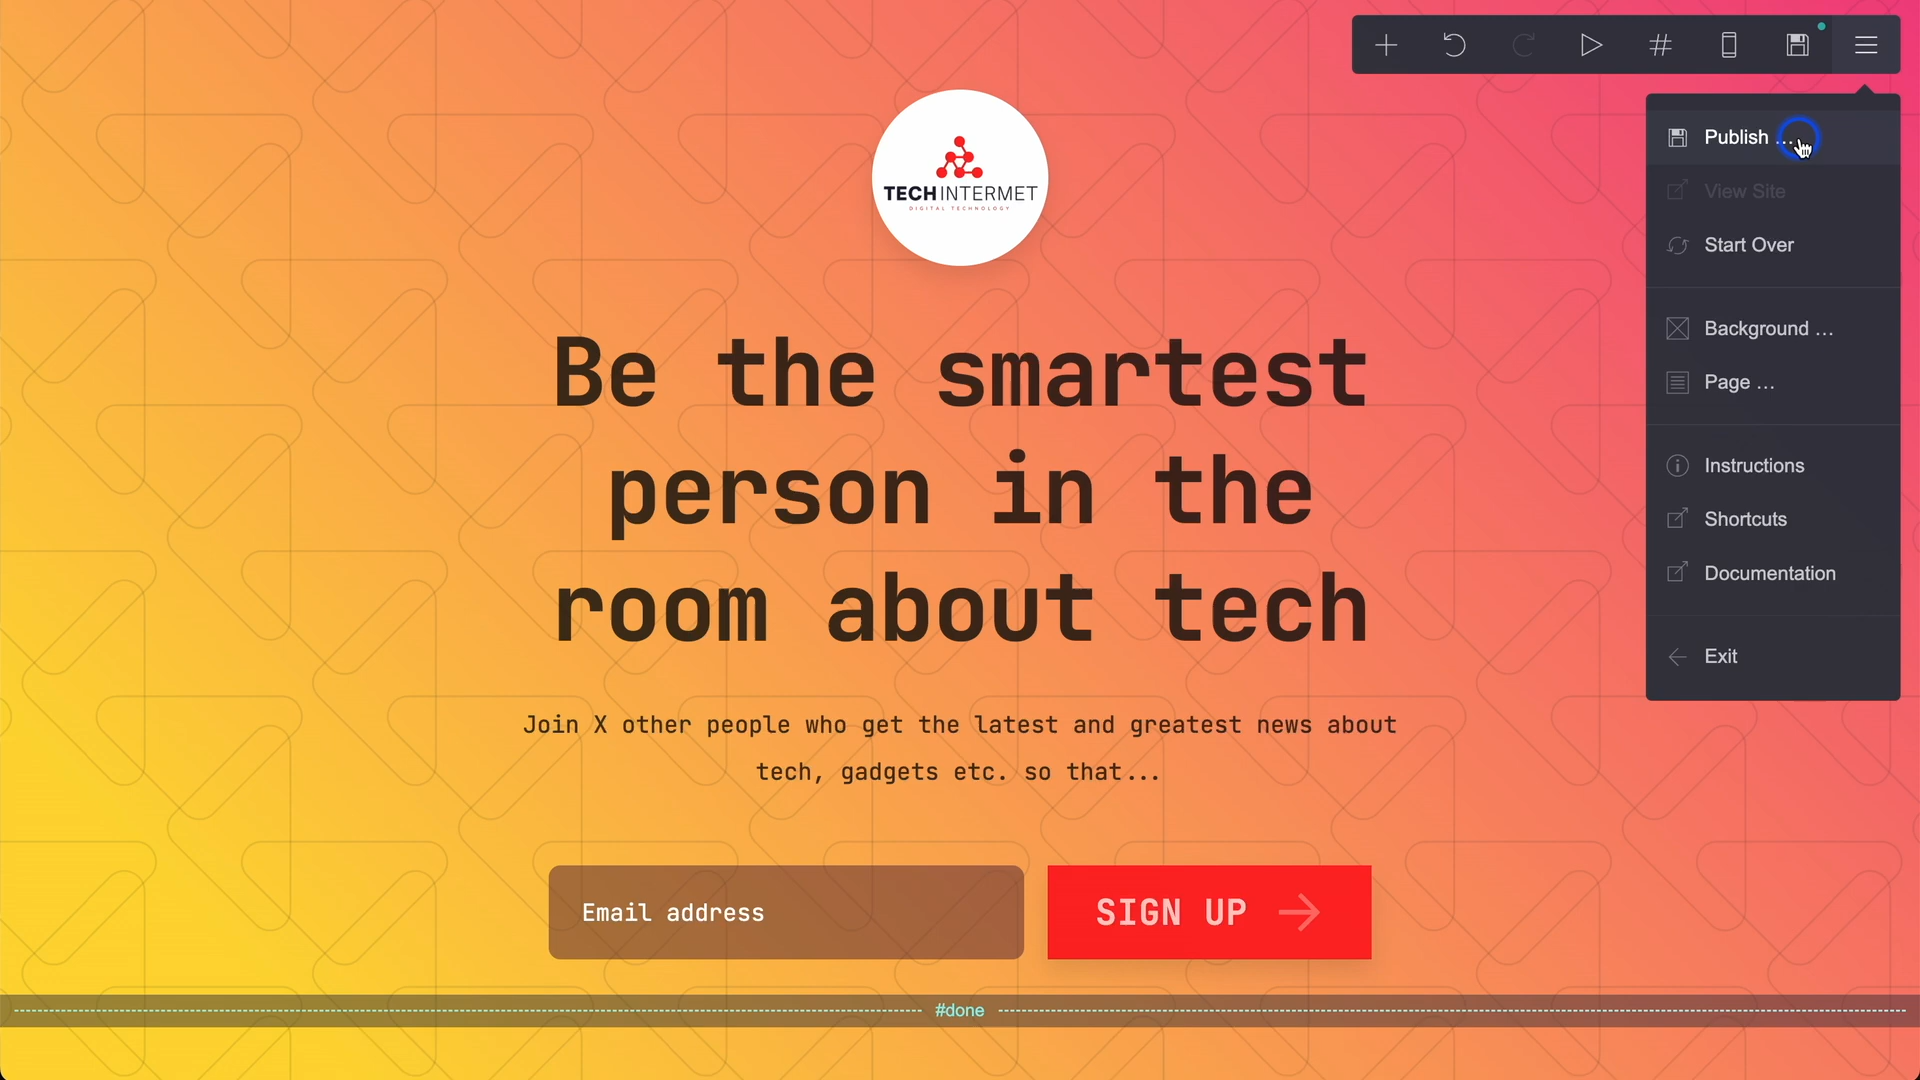 TECHINTERMET
DIGITAL TECHNOLOGY
Be the smartest
person in the
room about tech
Join X other people who get the latest and greatest news about
tech, gadgets etc. so that...
Email address
SIGN UP
#done
Publish ...
View Site
Start Over
Background ...
Page ...
Instructions
Shortcuts
Documentation
Exit